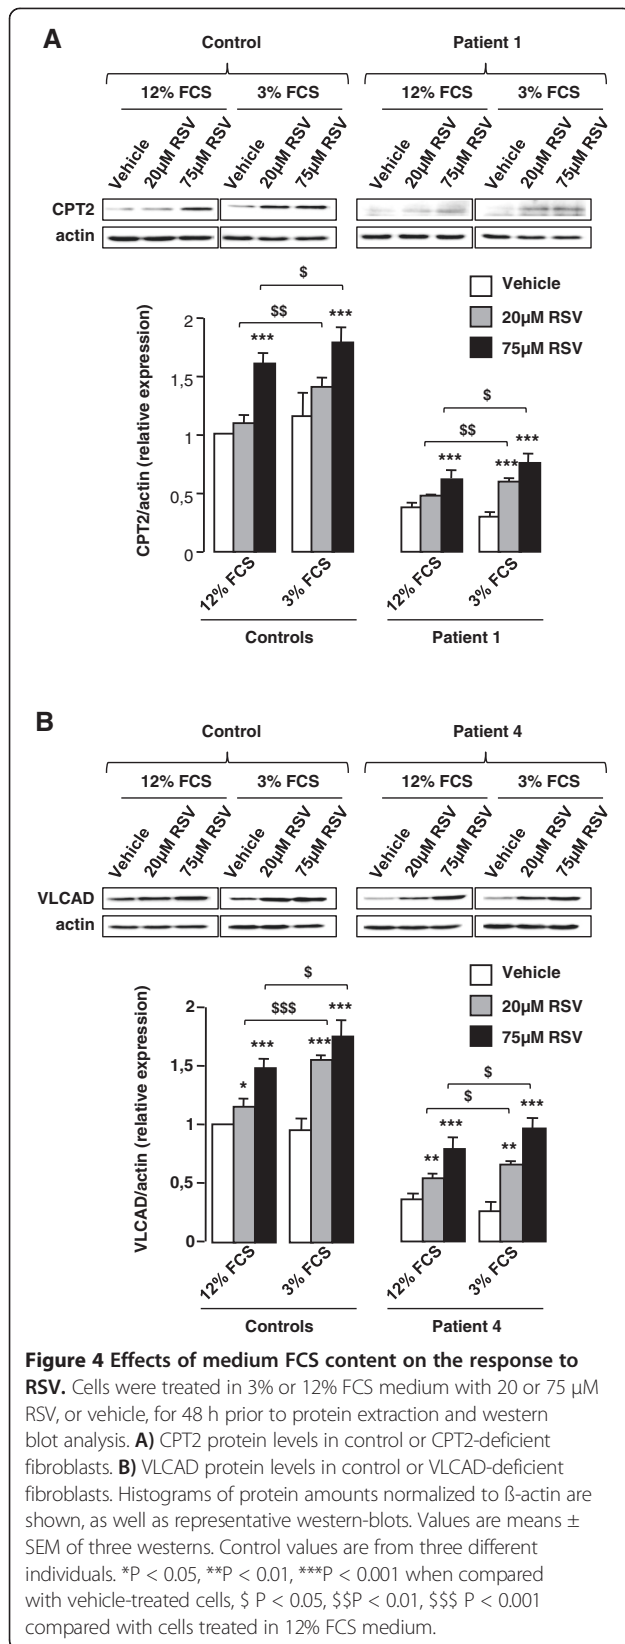 A
Control Patient 1
12% FCS 3% FCS 12% FCS 3% FCS
Vehicle 20µM RSV 75µM RSV Vehicle 20µM RSV 75µM RSV Vehicle 20µM RSV 75µM RSV Vehicle 20µM RSV 75µM RSV
CPT2
actin
$
Vehicle
$$
20µM RSV
*** ***
75µM RSV
CPT2/actin (relative expression)
2
1,5
1
0,5
0
$
$$
*** *** ***
12% FCS 3% FCS 12% FCS 3% FCS
Controls Patient 1
B
Control Patient 4
12% FCS 3% FCS 12% FCS 3% FCS
Vehicle 20µM RSV 75µM RSV Vehicle 20µM RSV 75µM RSV Vehicle 20µM RSV 75µM RSV Vehicle 20µM RSV 75µM RSV
VLCAD
actin
$
Vehicle
$$$
20µM RSV
* *** *** ***
75µM RSV
VLCAD/actin (relative expression)
2
1,5
1
0,5
0
$
$
** *** ** ***
12% FCS 3% FCS 12% FCS 3% FCS
Controls Patient 4
Figure 4 Effects of medium FCS content on the response to
RSV. Cells were treated in 3% or 12% FCS medium with 20 or 75 µM
RSV, or vehicle, for 48 h prior to protein extraction and western
blot analysis. A) CPT2 protein levels in control or CPT2-deficient
fibroblasts. B) VLCAD protein levels in control or VLCAD-deficient
fibroblasts. Histograms of protein amounts normalized to ß-actin are
shown, as well as representative western-blots. Values are means ±
SEM of three westerns. Control values are from three different
individuals. *P < 0.05, **P < 0.01, ***P < 0.001 when compared
with vehicle-treated cells, $ P < 0.05, $$P < 0.01, $$$ P < 0.001
compared with cells treated in 12% FCS medium.